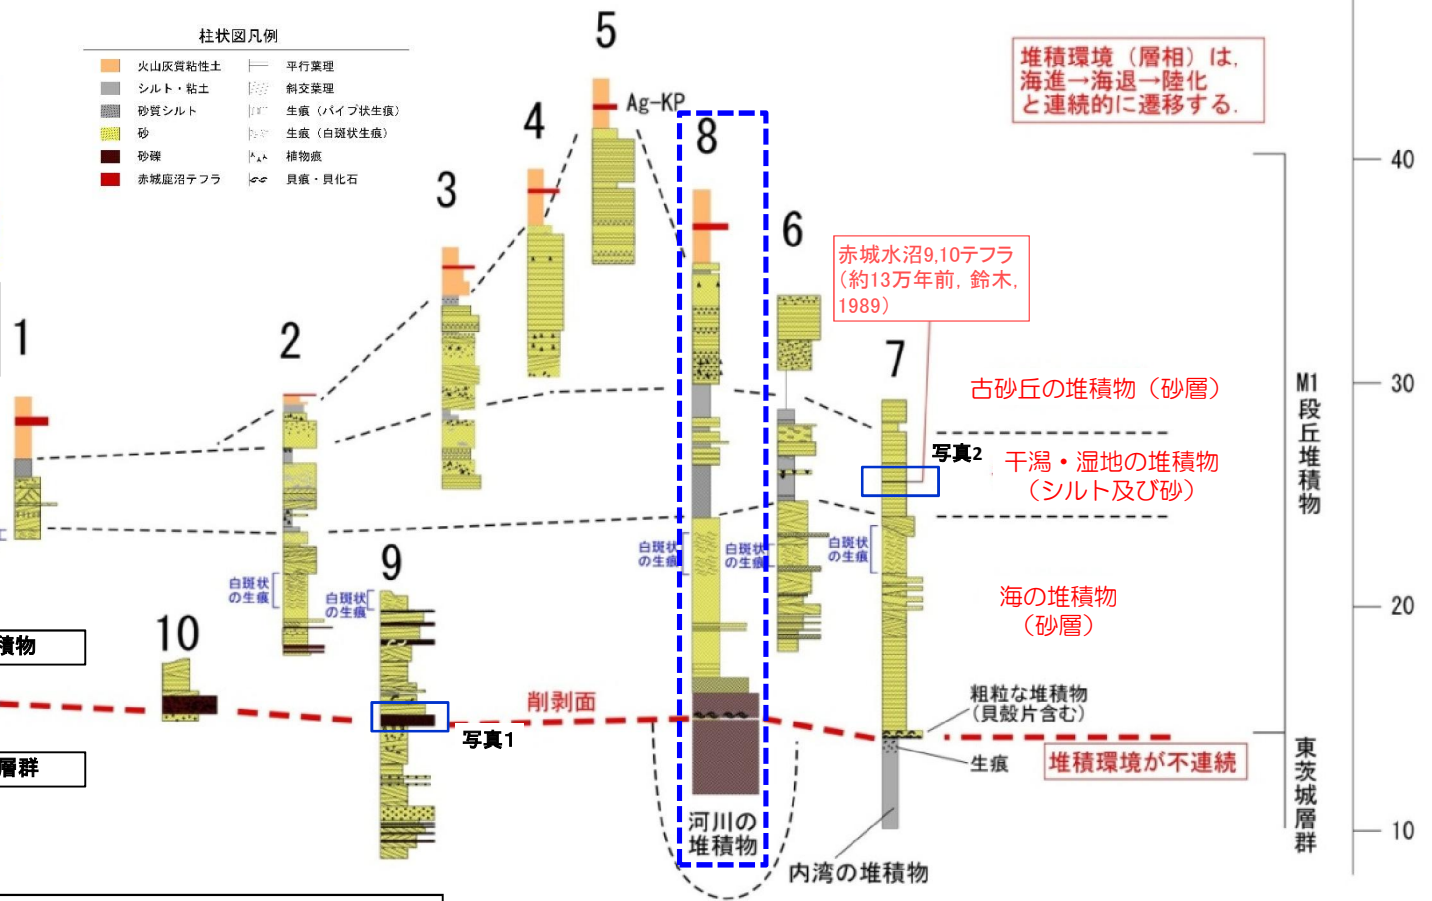 柱状図凡例
火山灰質粘性土
平行葉理
シルト・粘土
斜交葉理
砂質シルト
生痕（パイプ状生痕）
砂
生痕（白斑状生痕）
砂礫
植物痕
赤城鹿沼テフラ
貝痕・貝化石
堆積環境（層相）は，
海進→海退→陸化
と連続的に遷移する．
1
2
3
4
5
Ag-KP
8
6
7
9
10
赤城水沼9,10テフラ
（約13万年前，鈴木，
1989）
40
30
20
10
M1段丘堆積物
東茨城層群
古砂丘の堆積物（砂層）
写真2
干潟・湿地の堆積物
（シルト及び砂）
海の堆積物
（砂層）
白斑状
の生痕
白斑状
の生痕
白斑状
の生痕
白斑状
の生痕
白斑状
の生痕
積物
層群
削剥面
写真1
粗粒な堆積物
（貝殻片含む）
生痕
堆積環境が不連続
河川の
堆積物
内湾の堆積物